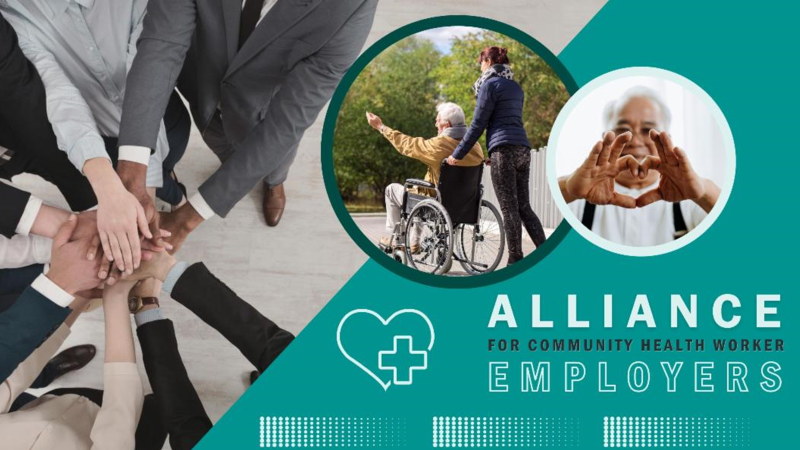 ALLIANCE
FOR COMMUNITY HEALTH WORKER
EMPLOYERS